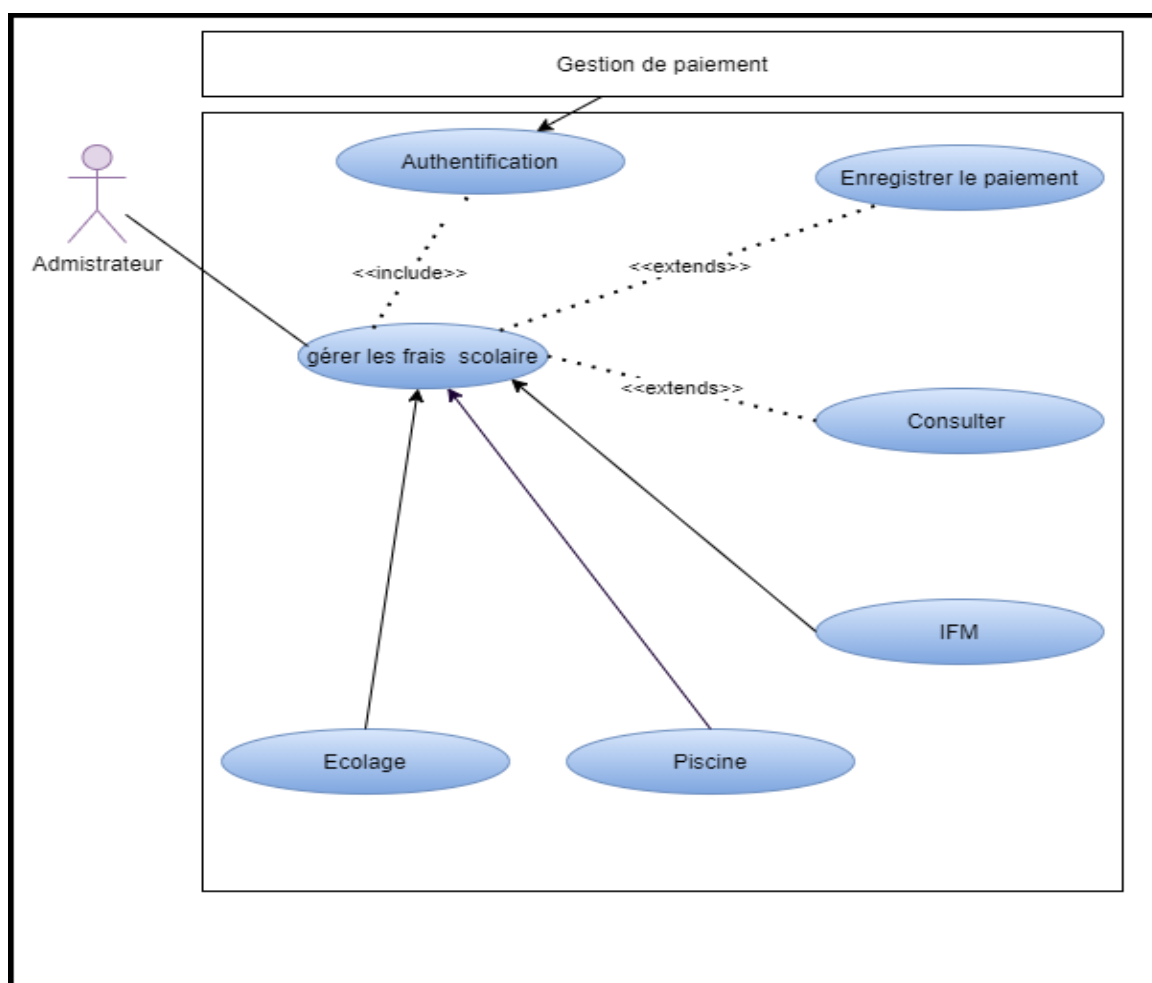 Gestion de paiement
Authentification
Enregistrer le paiement
Admistrateur
<<include>>
<<extends>>
gérer les frais scolaire
<<extends>>
Consulter
IFM
Ecolage
Piscine